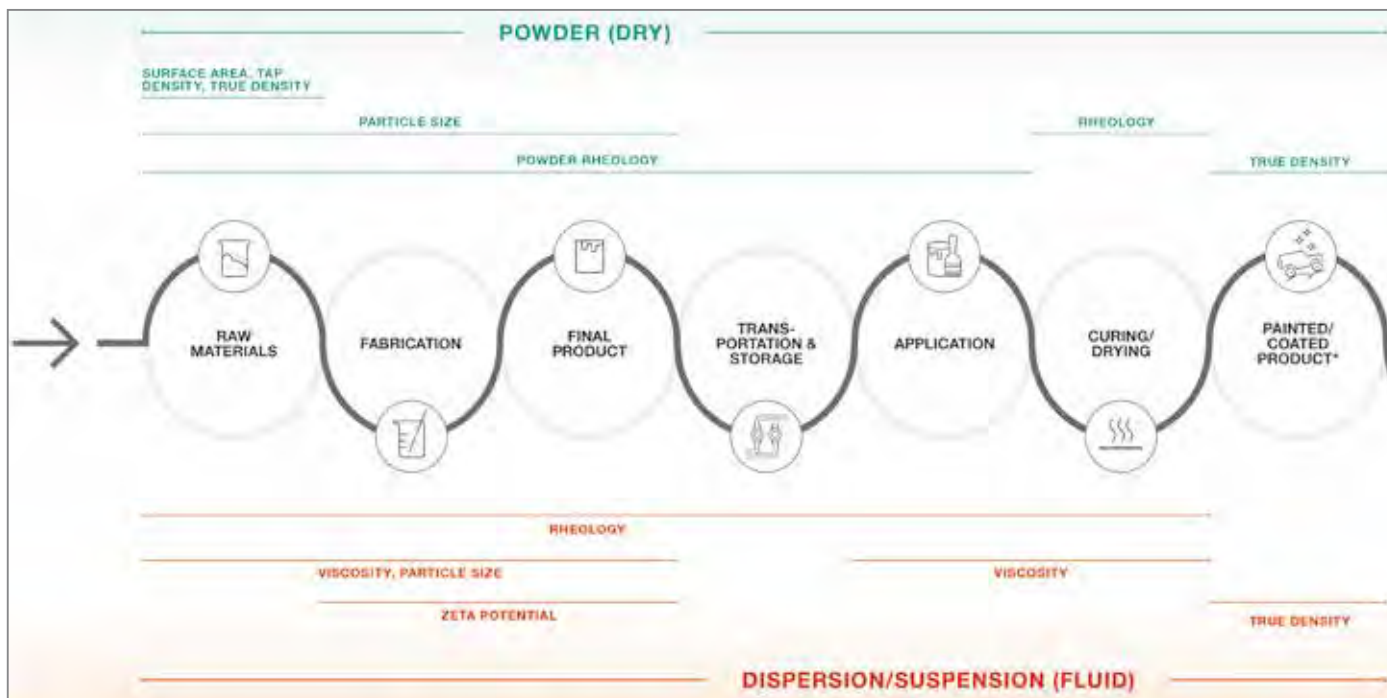 POWDER (DRY)
SURFACE AREA, TAP
DENSITY, TRUE DENSITY
PARTICLE SIZE
RHEOLOGY
POWDER RHEOLOGY
TRUE DENSITY
RAW
MATERIALS
FABRICATION
FINAL
PRODUCT
TRANS-
PORTATION &
STORAGE
APPLICATION
CURING/
DRYING
PAINTED/
COATED
PRODUCT*
RHEOLOGY
VISCOSITY, PARTICLE SIZE
VISCOSITY
ZETA POTENTIAL
TRUE DENSITY
DISPERSION/SUSPENSION (FLUID)